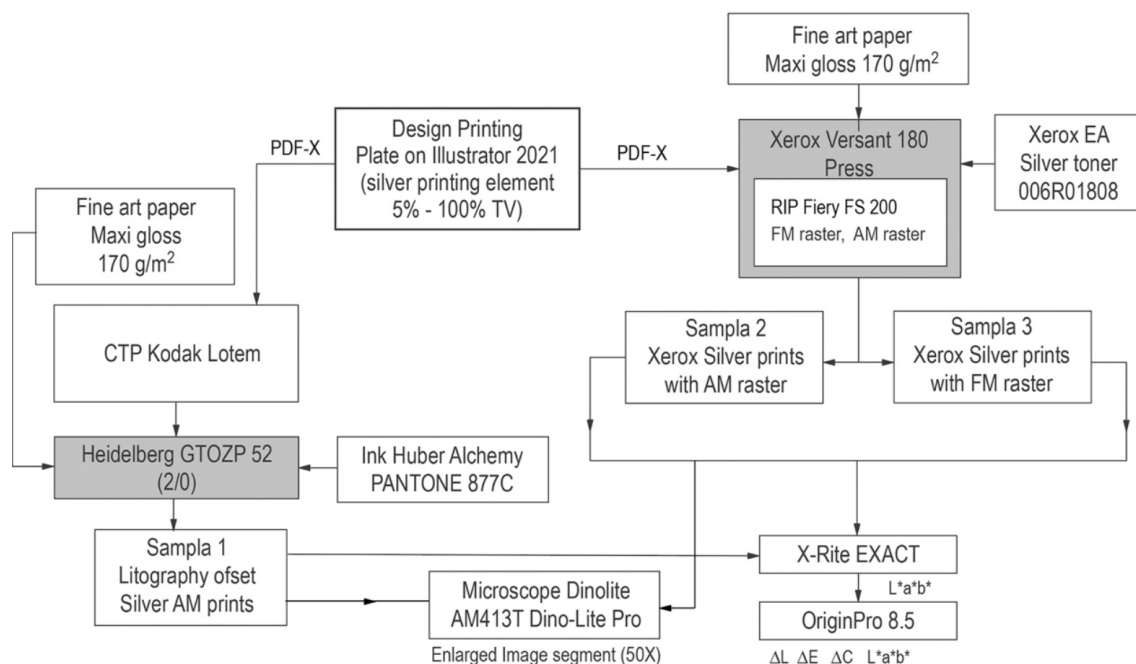 Fine art paper
Maxi gloss 170 g/m²
Design Printing
Plate on Illustrator 2021
(silver printing element
5% - 100% TV)
PDF-X
PDF-X
Xerox Versant 180
Press
RIP Fiery FS 200
FM raster, AM raster
Xerox EA
Silver toner
006R01808
Fine art paper
Maxi gloss
170 g/m²
CTP Kodak Lotem
Sampla 2
Xerox Silver prints
with AM raster
Sampla 3
Xerox Silver prints
with FM raster
Heidelberg GTOZP 52
(2/0)
Ink Huber Alchemy
PANTONE 877C
Sampla 1
Litography ofset
Silver AM prints
Microscope Dinolite
AM413T Dino-Lite Pro
Enlarged Image segment (50X)
X-Rite EXACT
L*a*b*
OriginPro 8.5
ΔL ΔE ΔC L*a*b*